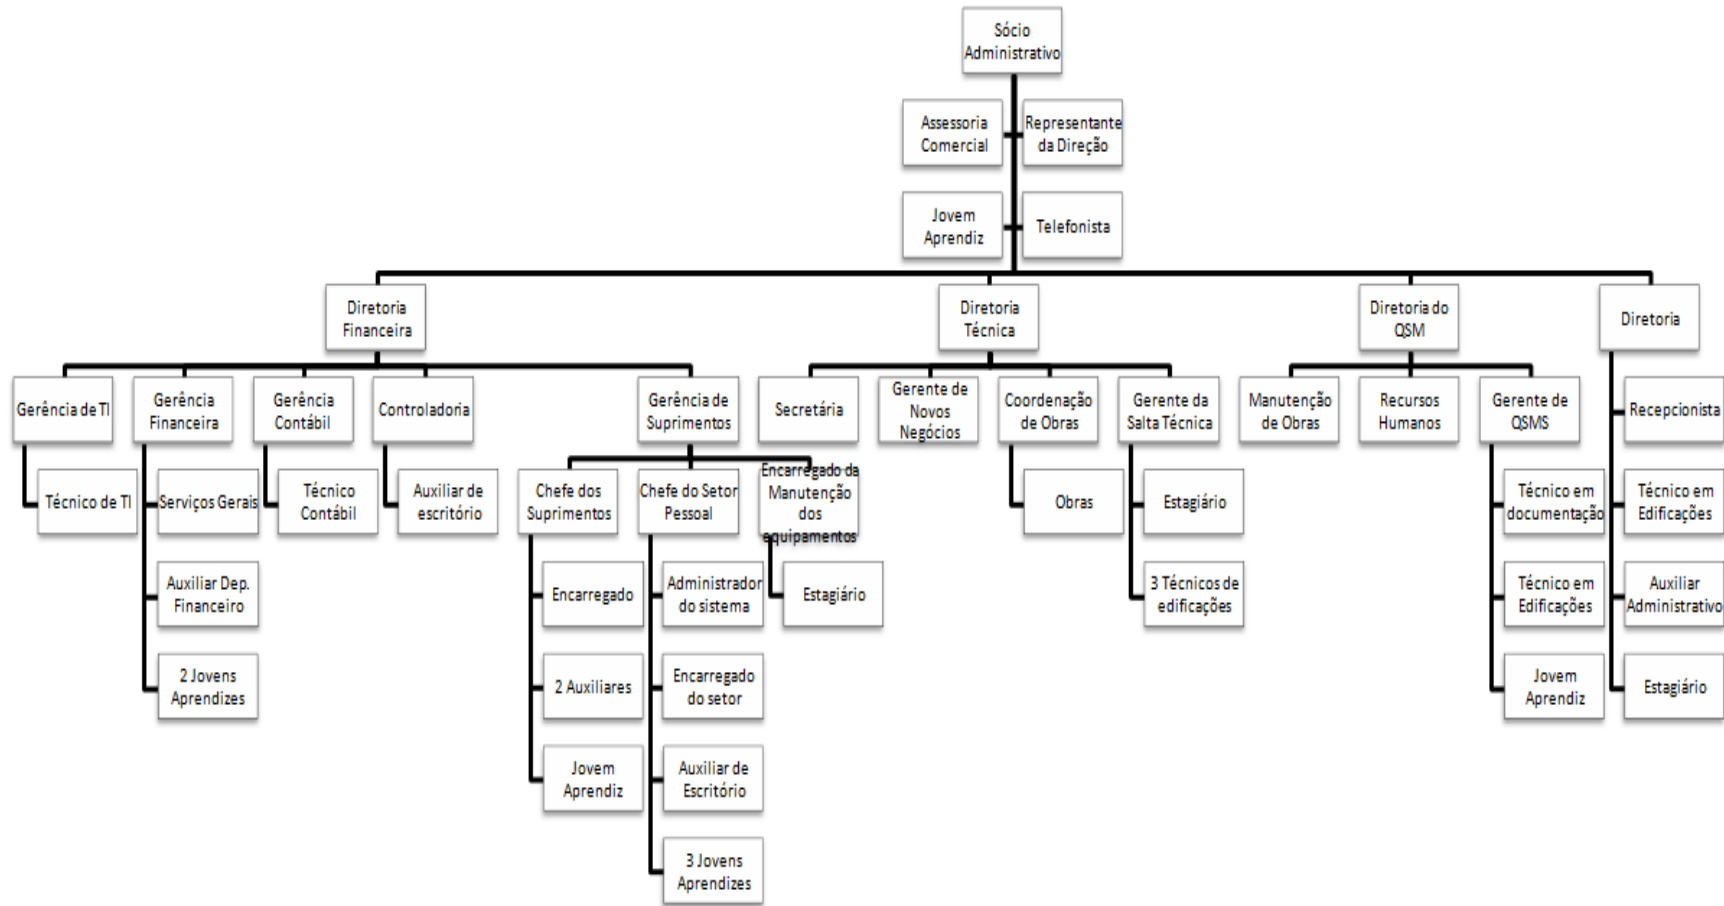 Sócio
Administrativo
Assessoria
Comercial
Representante
da Direção
Jovem
Aprendiz
Telefonista
Diretoria
Financeira
Diretoria
Técnica
Diretoria do
QSM
Diretoria
Gerência de TI
Gerência
Financeira
Gerência
Contábil
Controladoria
Gerência de
Suprimentos
Secretária
Gerente de
Novos
Negócios
Coordenação
de Obras
Gerente da
Salta Técnica
Manutenção
de Obras
Recursos
Humanos
Gerente de
QSMS
Recepcionista
Técnico de TI
Serviços Gerais
Técnico
Contábil
Auxiliar de
escritório
Chefe dos
Suprimentos
Chefe do Setor
Pessoal
Encarregado da
Manutenção
dos
equipamentos
Obras
Estagiário
Técnico em
documentação
Técnico em
Edificações
Auxiliar Dep.
Financeiro
Encarregado
Administrador
do sistema
Estagiário
3 Técnicos de
edificações
Técnico em
Edificações
Auxiliar
Administrativo
2 Jovens
Aprendizes
2 Auxiliares
Encarregado
do setor
Jovem
Aprendiz
Estagiário
Jovem
Aprendiz
Auxiliar de
Escritório
3 Jovens
Aprendizes